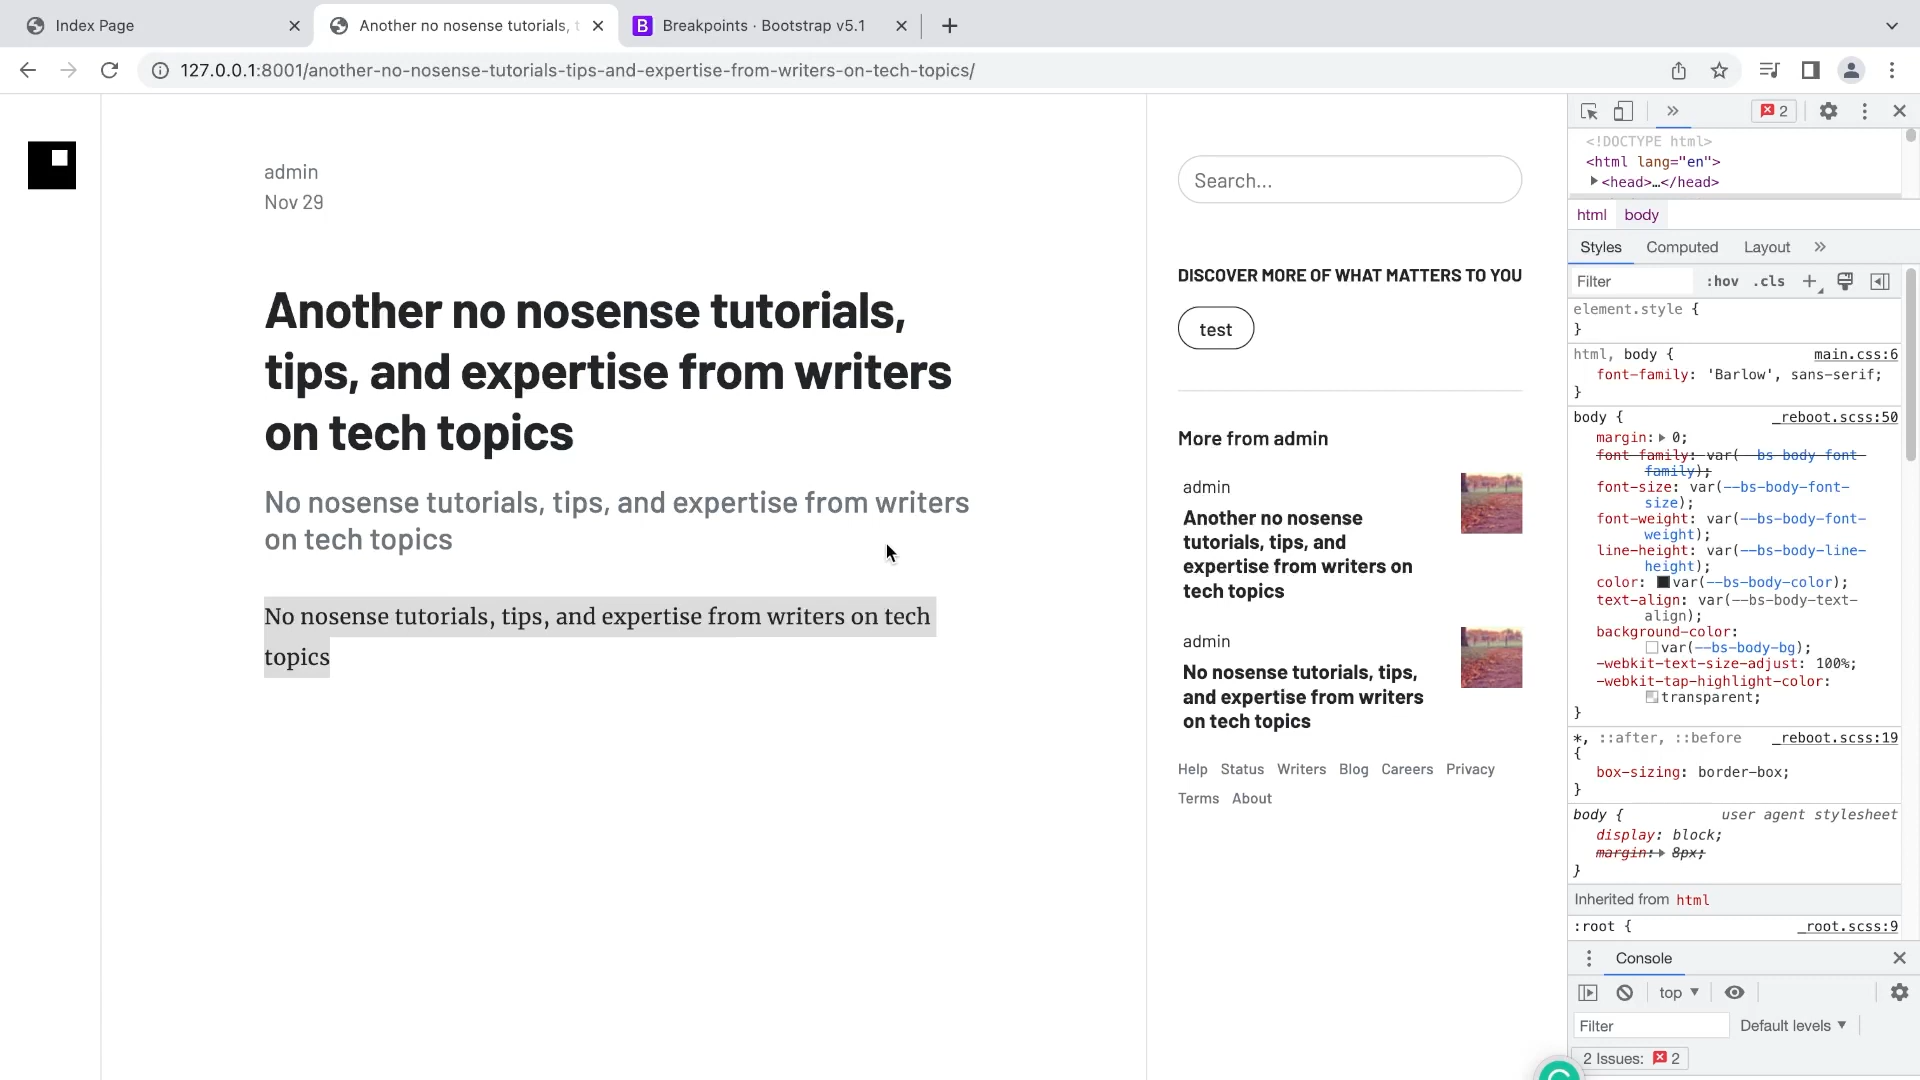 Index Page
Another no nosense tutorials, t
Breakpoints · Bootstrap v5.1
127.0.0.1:8001/another-no-nosense-tutorials-tips-and-expertise-from-writers-on-tech-topics/
admin
Nov 29
Another no nosense tutorials,
tips, and expertise from writers
on tech topics
No nosense tutorials, tips, and expertise from writers
on tech topics
No nosense tutorials, tips, and expertise from writers on tech
topics
Search...
DISCOVER MORE OF WHAT MATTERS TO YOU
test
More from admin
admin
Another no nosense
tutorials, tips, and
expertise from writers on
tech topics
admin
No nosense tutorials, tips,
and expertise from writers
on tech topics
Help Status Writers Blog Careers Privacy
Terms About
2
<!DOCTYPE html>
<html lang="en">
<head>…</head>
html body
Styles Computed Layout
Filter :hov .cls
element.style {
}
html, body { main.css:6
font-family: 'Barlow', sans-serif;
}
body { _reboot.scss:50
margin: 0;
font-family: var(--bs-body-font-
family);
font-size: var(--bs-body-font-
size);
font-weight: var(--bs-body-font-
weight);
line-height: var(--bs-body-line-
height);
color: var(--bs-body-color);
text-align: var(--bs-body-text-
align);
background-color:
var(--bs-body-bg);
-webkit-text-size-adjust: 100%;
-webkit-tap-highlight-color:
transparent;
}
*, ::after, ::before _reboot.scss:19
{
box-sizing: border-box;
}
body { user agent stylesheet
display: block;
margin: 8px;
}
Inherited from html
:root { _root.scss:9
Console
top
Filter Default levels
2 Issues: 2